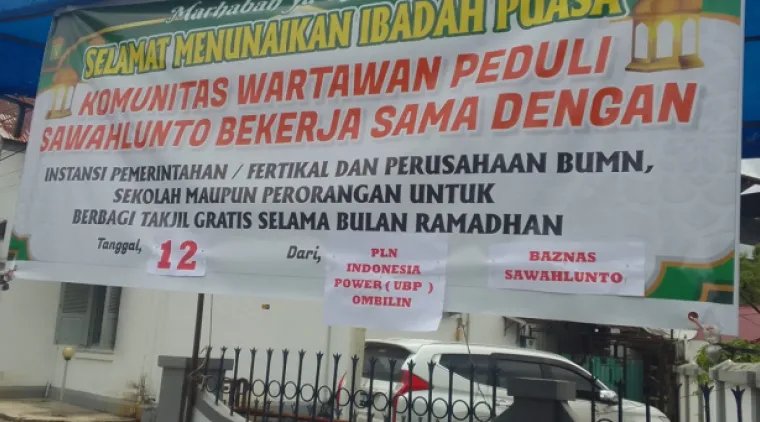 Marhaban
SELAMAT MENUNAIKAN IBADAH PUASA
KOMUNITAS WARTAWAN PEDULI
SAWAHLUNTO BEKERJA SAMA DENGAN
INSTANSI PEMERINTAHAN / FERTIKAL DAN PERUSAHAAN BUMN,
SEKOLAH MAUPUN PERORANGAN UNTUK
BERBAGI TAKJIL GRATIS SELAMA BULAN RAMADHAN
Tanggal, 12 Dari,
PLN
INDONESIA
POWER ( UBP )
OMBILIN
BAZNAS
SAWAHLUNTO